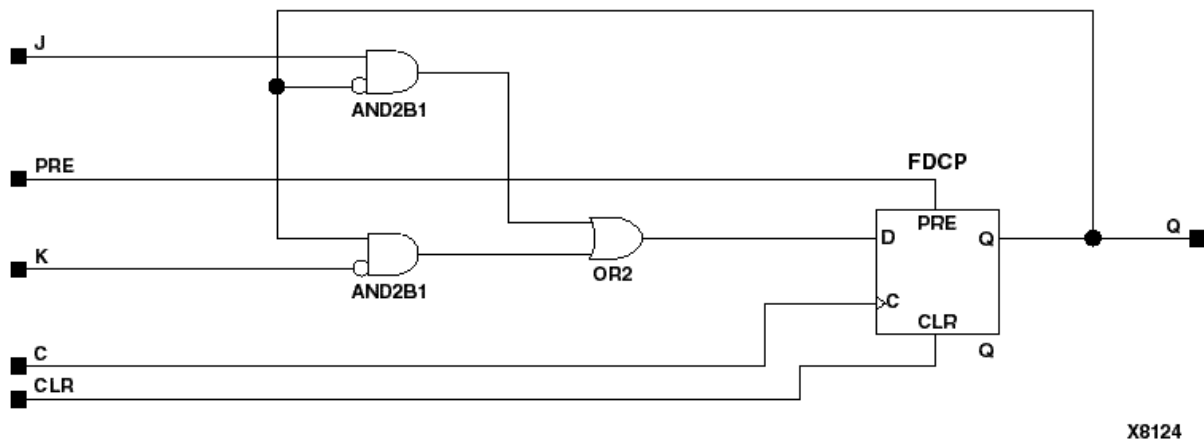 J
AND2B1
PRE
FDCP
PRE
D
Q
Q
K
AND2B1
OR2
C
CLR
Q
C
CLR
X8124